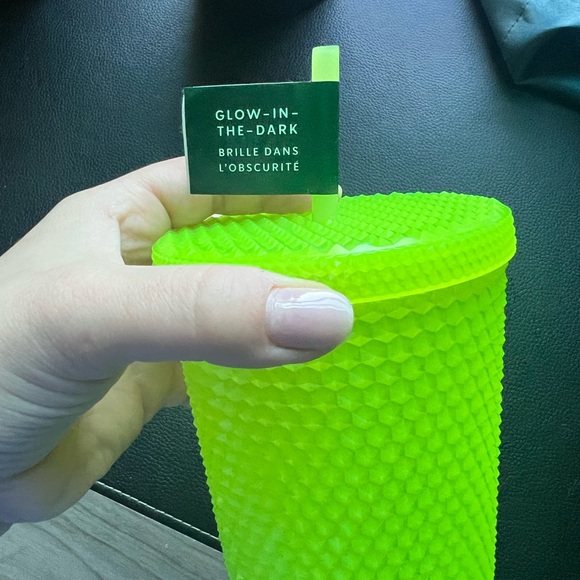 GLOW-IN-
THE-DARK
BRILLE DANS
L'OBSCURITÉ